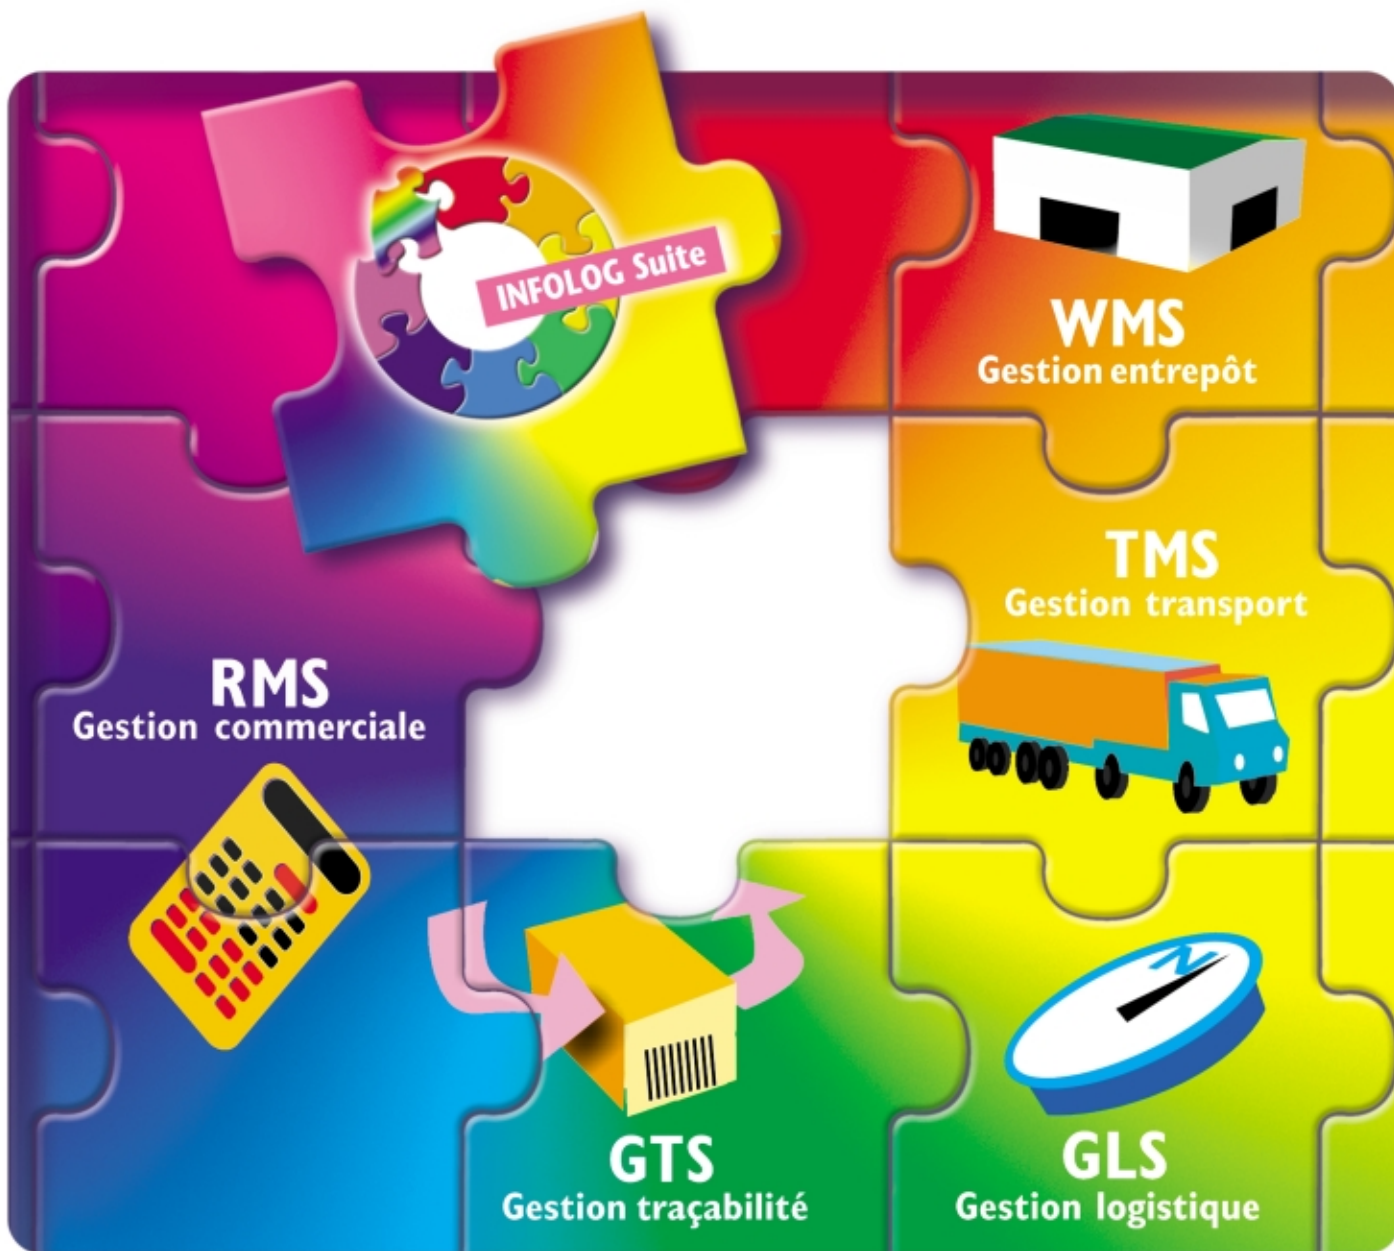 INFOLOG Suite
WMS
Gestion entrepôt
TMS
Gestion transport
RMS
Gestion commerciale
GTS
Gestion traçabilité
GLS
Gestion logistique
N